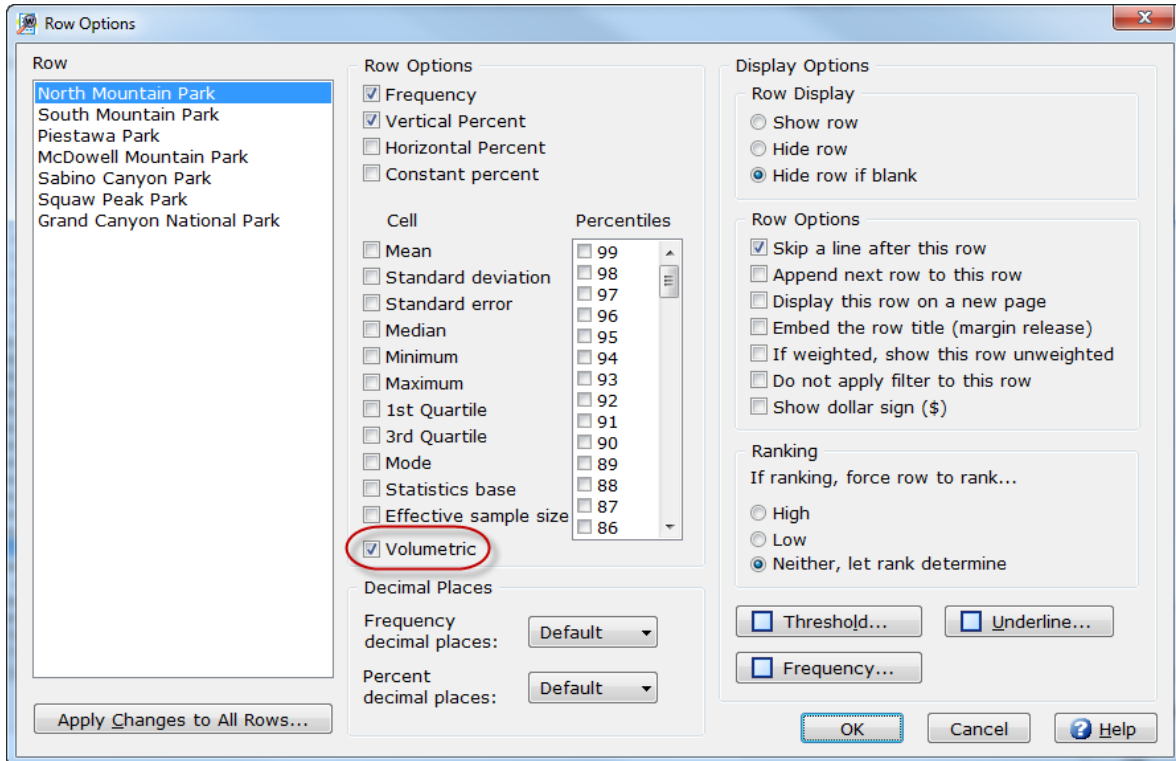 Row Options
Row
North Mountain Park
South Mountain Park
Piestawa Park
McDowell Mountain Park
Sabino Canyon Park
Squaw Peak Park
Grand Canyon National Park
Apply Changes to All Rows...
Row Options
Frequency
Vertical Percent
Horizontal Percent
Constant percent
Cell
Mean
Standard deviation
Standard error
Median
Minimum
Maximum
1st Quartile
3rd Quartile
Mode
Statistics base
Effective sample size
Volumetric
Percentiles
99
98
97
96
95
94
93
92
91
90
89
88
87
86
Decimal Places
Frequency
decimal places:
Default
Percent
decimal places:
Default
Display Options
Row Display
Show row
Hide row
Hide row if blank
Row Options
Skip a line after this row
Append next row to this row
Display this row on a new page
Embed the row title (margin release)
If weighted, show this row unweighted
Do not apply filter to this row
Show dollar sign ($)
Ranking
If ranking, force row to rank...
High
Low
Neither, let rank determine
Threshold...
Underline...
Frequency...
OK
Cancel
Help